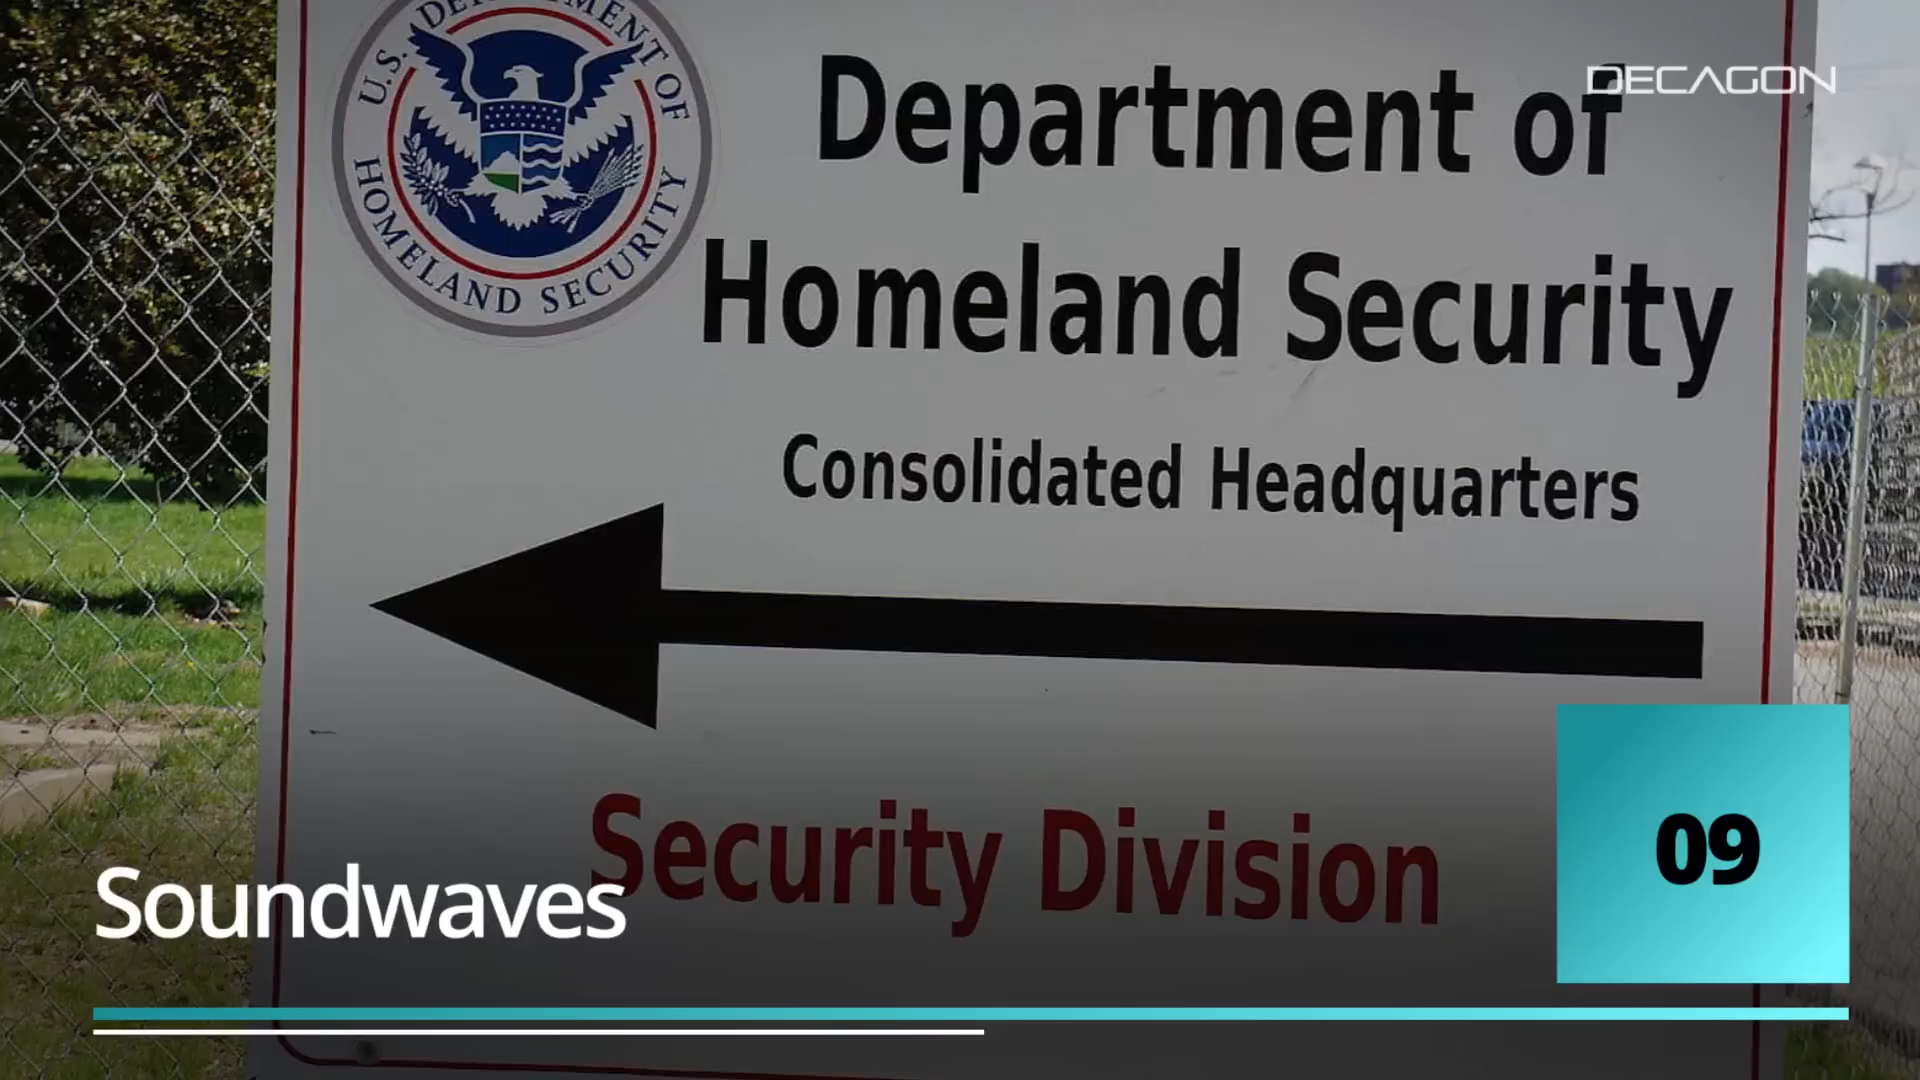 U.S. DEPARTMENT OF
HOMELAND SECURITY
DECAGON
Department of
Homeland Security
Consolidated Headquarters
Security Division
Soundwaves
09